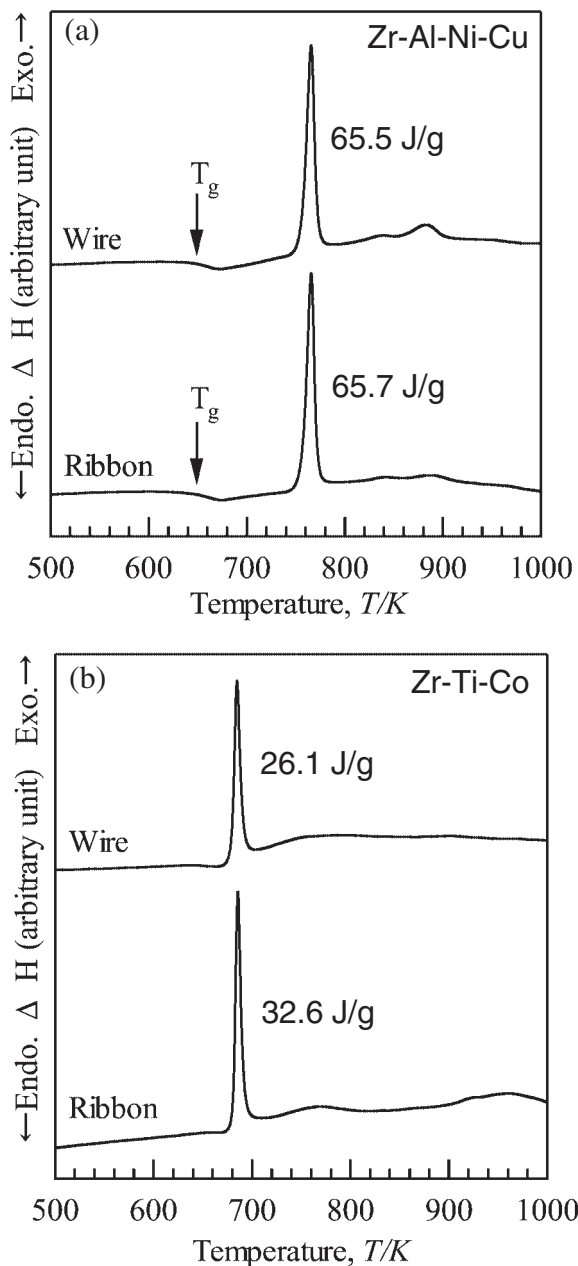 (a)
Zr-Al-Ni-Cu
←Endo. Δ H (arbitrary unit) Exo.→
65.5 J/g
Tg
Wire
65.7 J/g
Tg
Ribbon
500 600 700 800 900 1000
Temperature, T/K
(b)
Zr-Ti-Co
←Endo. Δ H (arbitrary unit) Exo.→
26.1 J/g
Wire
32.6 J/g
Ribbon
500 600 700 800 900 1000
Temperature, T/K